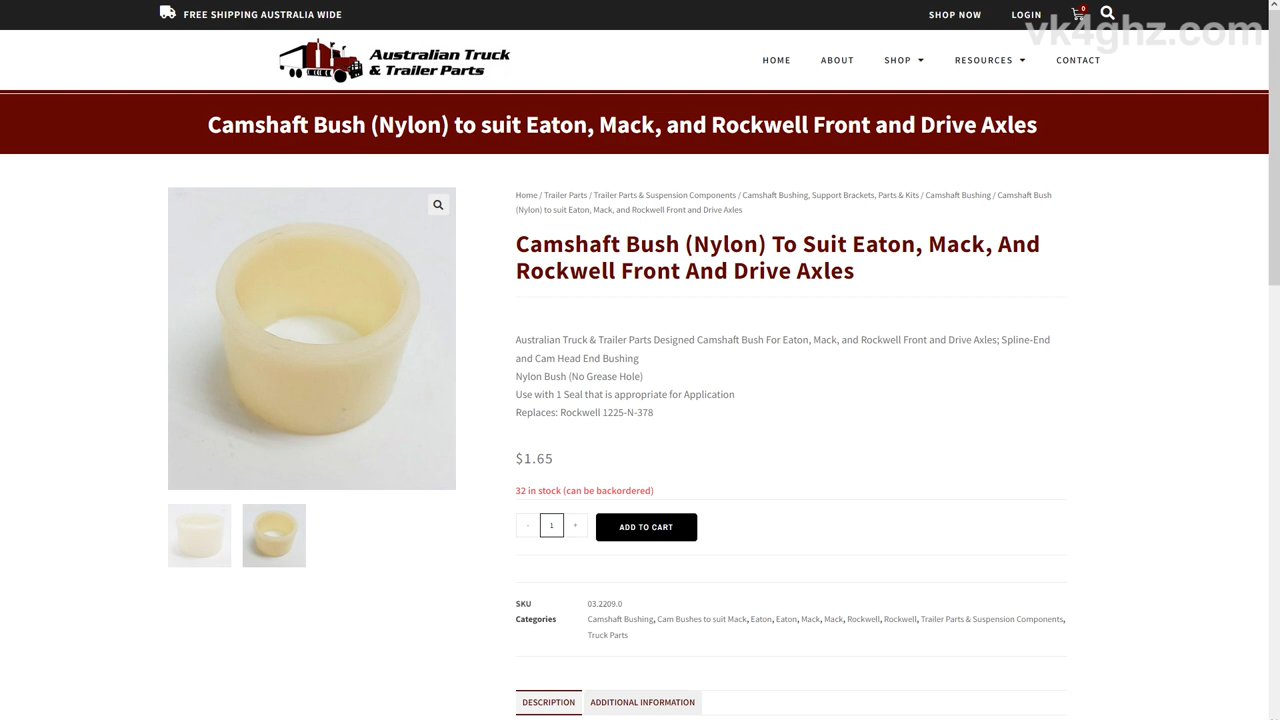 FREE SHIPPING AUSTRALIA WIDE
SHOP NOW
LOGIN
0
vk4ghz.com
Australian Truck
& Trailer Parts
HOME
ABOUT
SHOP
RESOURCES
CONTACT
Camshaft Bush (Nylon) to suit Eaton, Mack, and Rockwell Front and Drive Axles
Home / Trailer Parts / Trailer Parts & Suspension Components / Camshaft Bushing, Support Brackets, Parts & Kits / Camshaft Bushing / Camshaft Bush
(Nylon) to suit Eaton, Mack, and Rockwell Front and Drive Axles
Camshaft Bush (Nylon) To Suit Eaton, Mack, And
Rockwell Front And Drive Axles
Australian Truck & Trailer Parts Designed Camshaft Bush For Eaton, Mack, and Rockwell Front and Drive Axles; Spline-End
and Cam Head End Bushing
Nylon Bush (No Grease Hole)
Use with 1 Seal that is appropriate for Application
Replaces: Rockwell 1225-N-378
$1.65
32 in stock (can be backordered)
- 1 +
ADD TO CART
SKU 03.2209.0
Categories Camshaft Bushing, Cam Bushes to suit Mack, Eaton, Eaton, Mack, Mack, Rockwell, Rockwell, Trailer Parts & Suspension Components,
Truck Parts
DESCRIPTION
ADDITIONAL INFORMATION